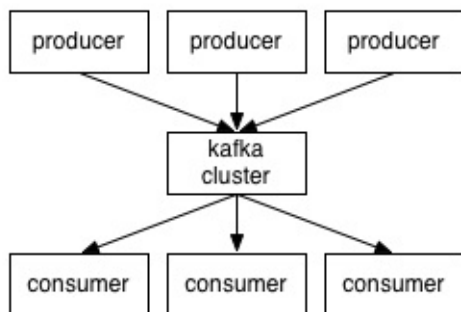 producer
producer
producer
kafka
cluster
consumer
consumer
consumer